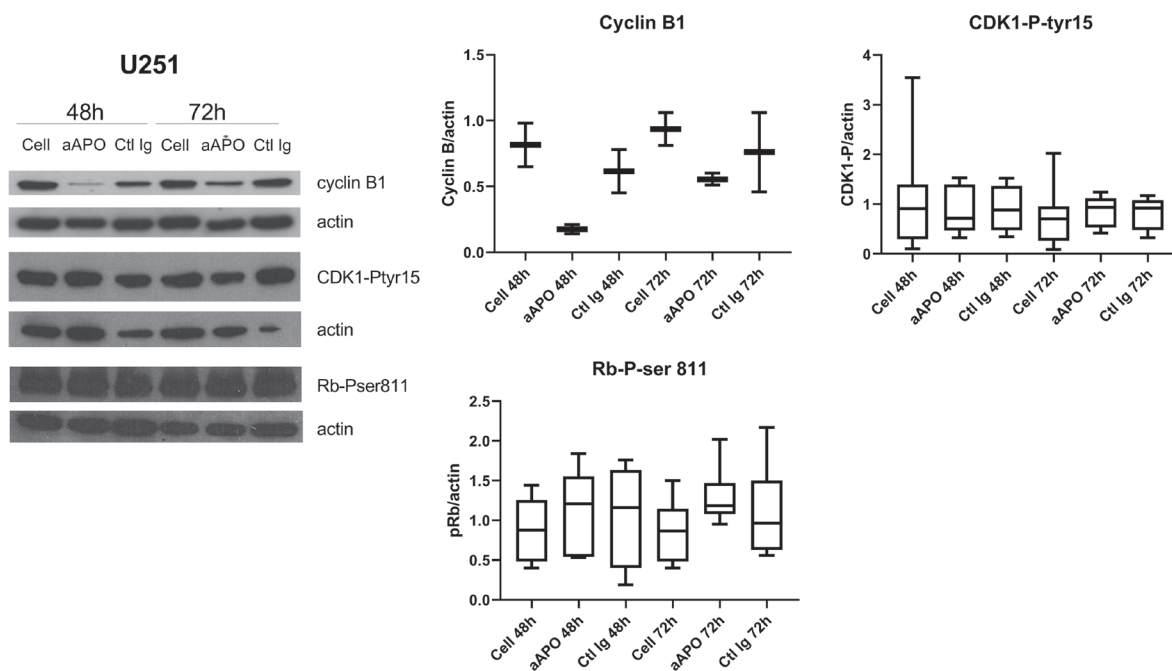 U251
48h 72h
Cell aAPO Ctl Ig Cell aAPO Ctl Ig
*
cyclin B1
actin
CDK1-Ptyr15
actin
Rb-Pser811
actin
Cyclin B1
Cyclin B/actin
1.5
1.0
0.5
0.0
Cell 48h
aAPO 48h
Ctl Ig 48h
Cell 72h
aAPO 72h
Ctl Ig 72h
CDK1-P-tyr15
CDK1-P/actin
4
3
2
1
0
Cell 48h
aAPO 48h
Ctl Ig 48h
Cell 72h
aAPO 72h
Ctl Ig 72h
Rb-P-ser 811
pRb/actin
2.5
2.0
1.5
1.0
0.5
0.0
Cell 48h
aAPO 48h
Ctl Ig 48h
Cell 72h
aAPO 72h
Ctl Ig 72h